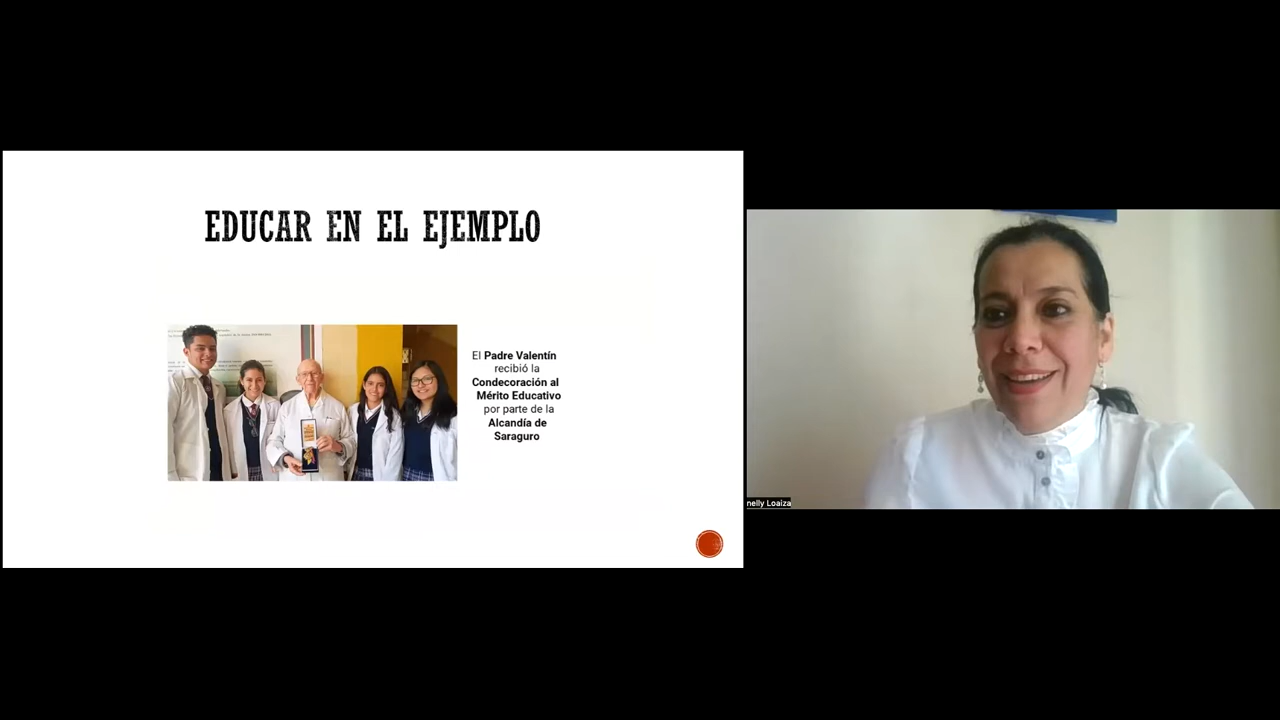 EDUCAR EN EL EJEMPLO
El Padre Valentín
recibió la
Condecoración al
Mérito Educativo
por parte de la
Alcandía de
Saraguro
nelly Loaiza